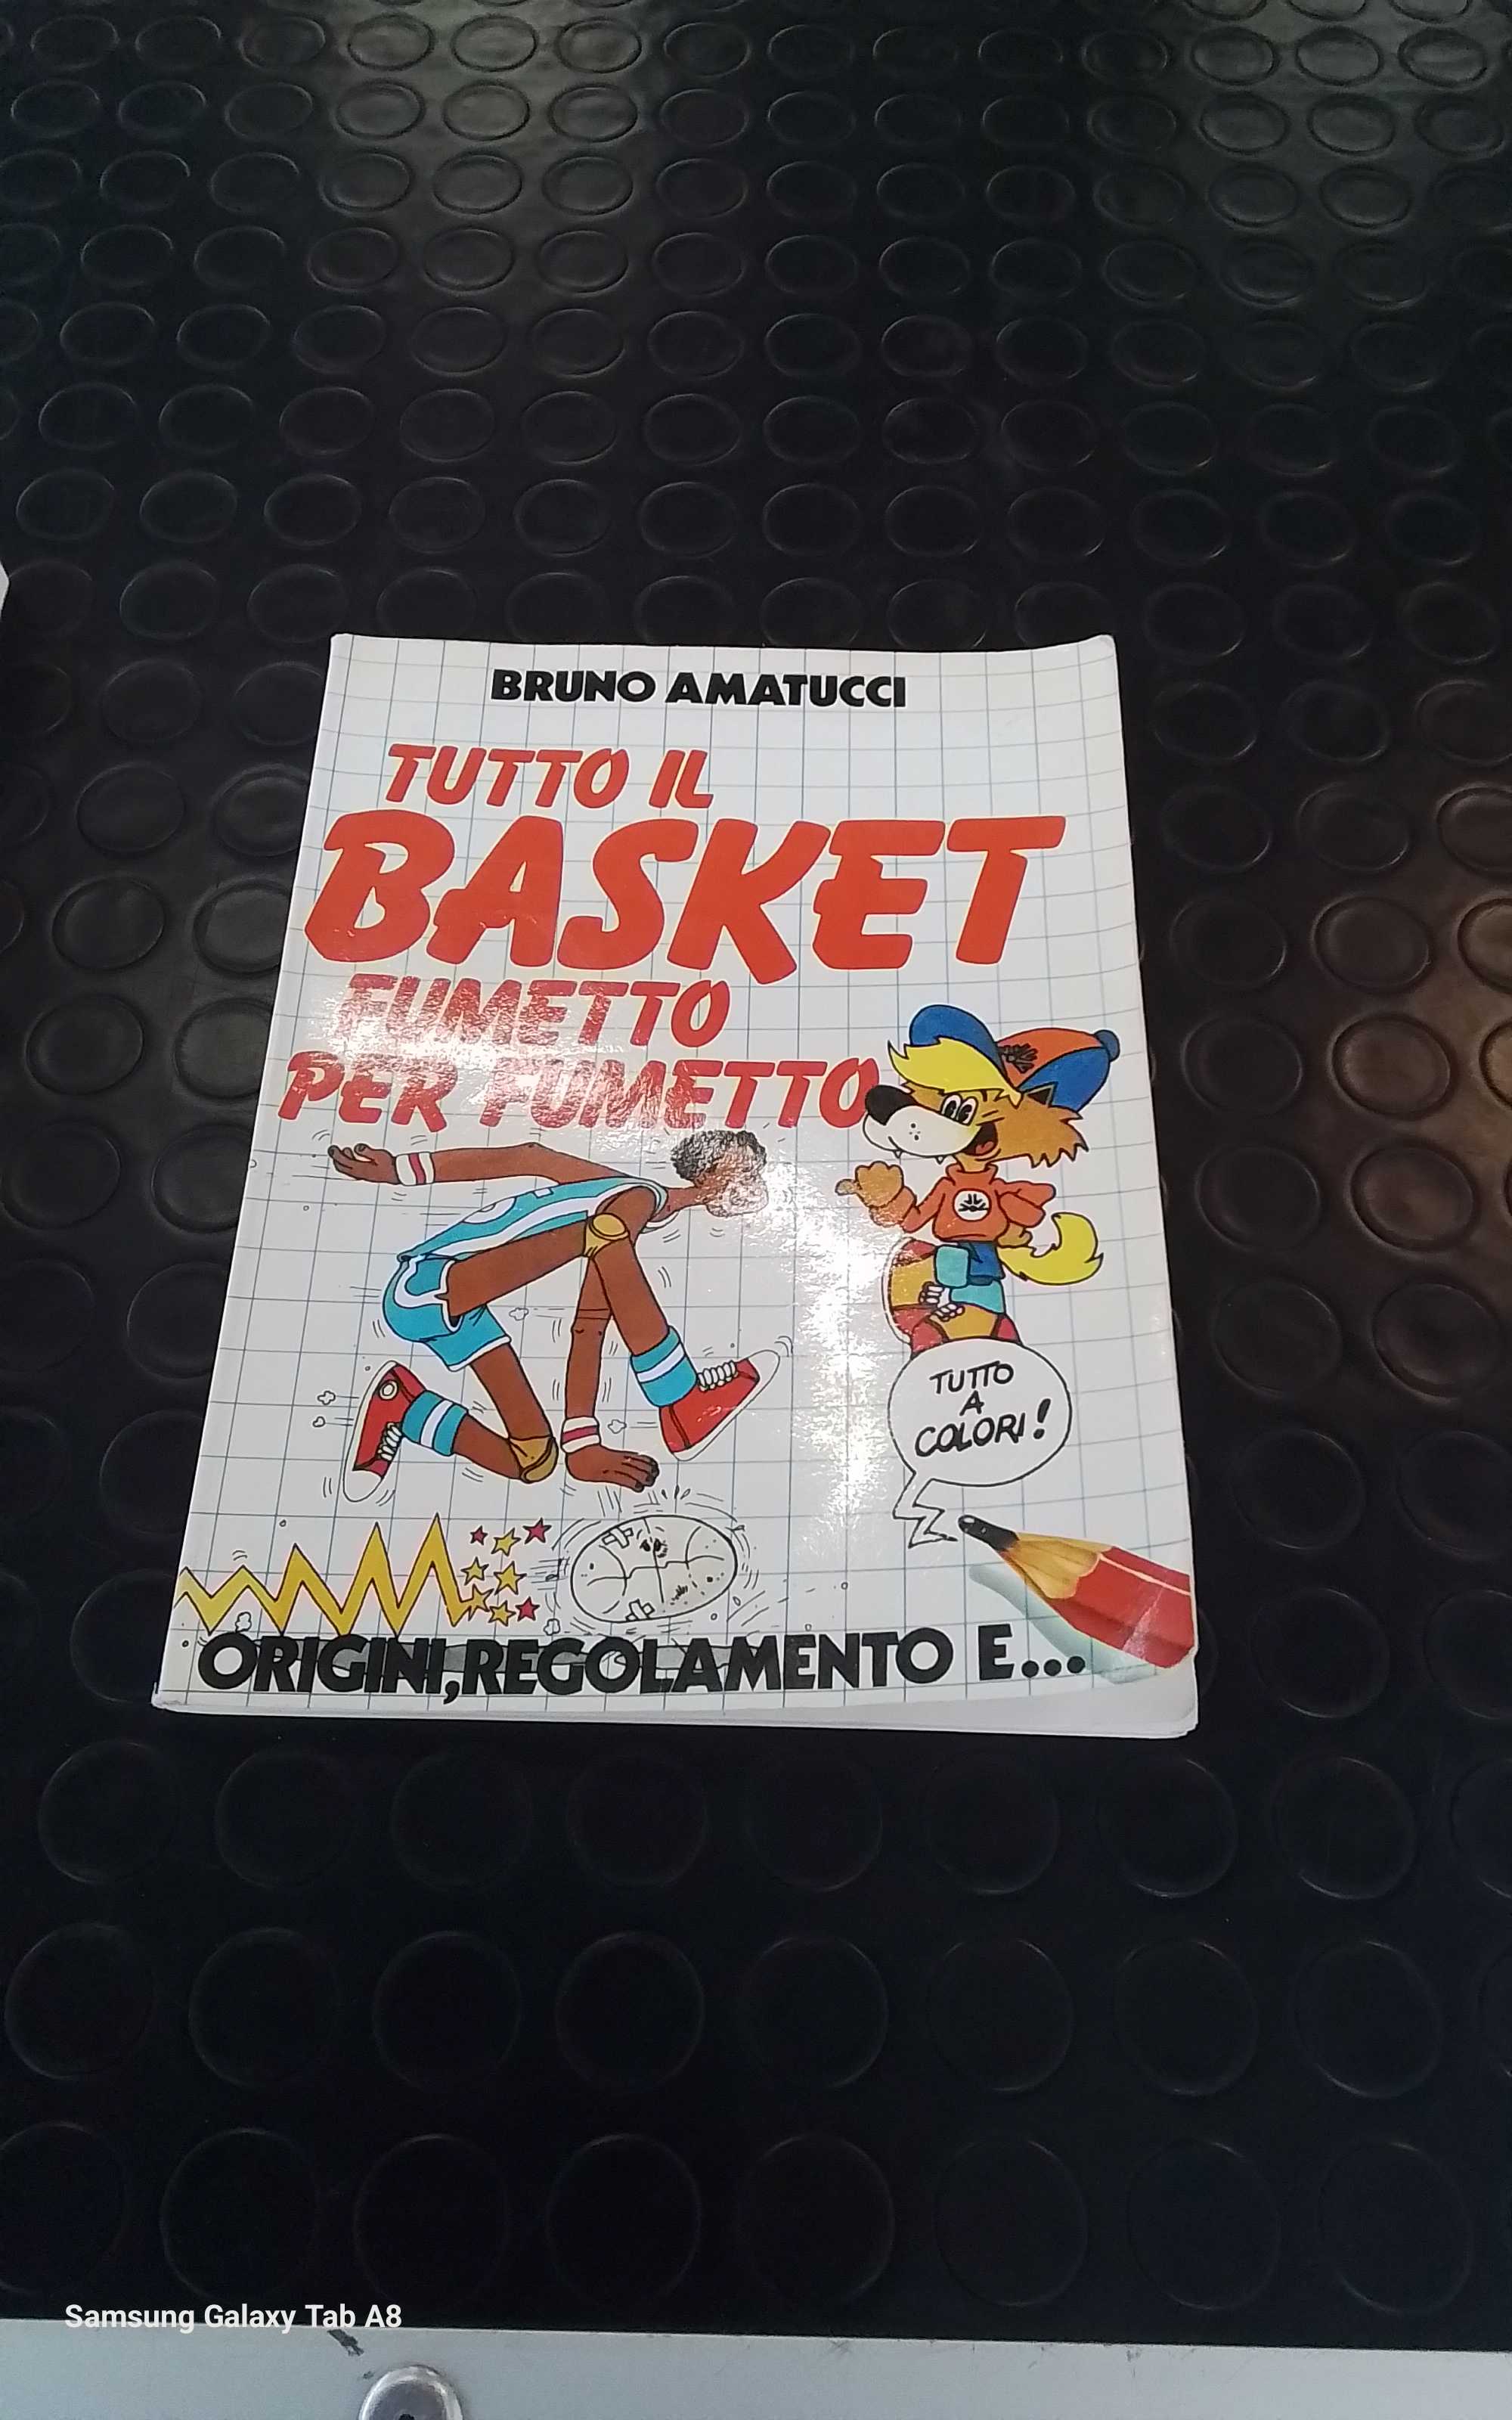 BRUNO AMATUCCI
TUTTO IL
BASKET
FUMETTO
PER FUMETTO
TUTTO
A
COLORI!
ORIGINI, REGOLAMENTO E...
Samsung Galaxy Tab A8